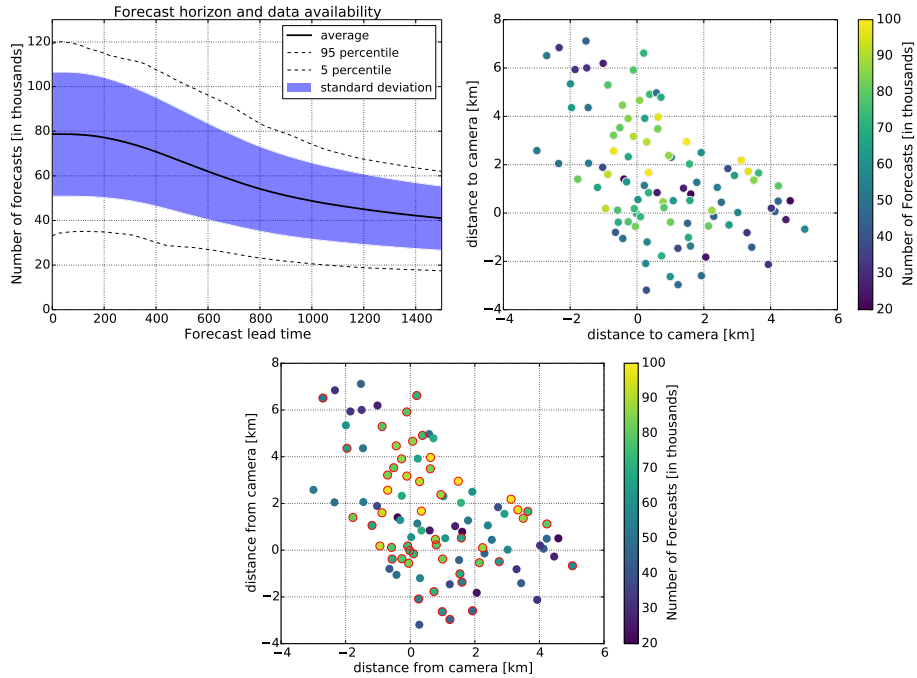 Forecast horizon and data availability
Number of forecasts [in thousands]
120
100
80
60
40
20
0
average
95 percentile
5 percentile
standard deviation
0 200 400 600 800 1000 1200 1400
Forecast lead time
distance to camera [km]
8
6
4
2
0
−2
−4
−4 −2 0 2 4 6
distance to camera [km]
100
90
80
70
60
50
40
30
20
Number of Forecasts [in thousands]
distance from camera [km]
8
6
4
2
0
−2
−4
−4 −2 0 2 4 6
distance from camera [km]
100
90
80
70
60
50
40
30
20
Number of Forecasts [in thousands]